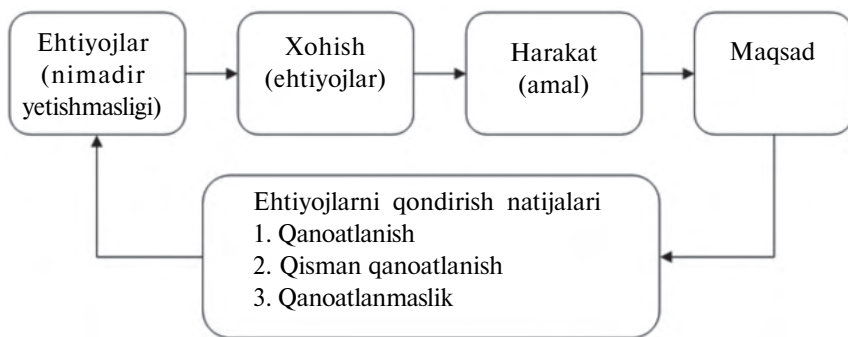 Ehtiyojlar
(nimadir
yetishmasligi)
Xohish
(ehtiyojlar)
Harakat
(amal)
Maqsad
Ehtiyojlarni qondirish natijalari
1. Qanoatlanish
2. Qisman qanoatlanish
3. Qanoatlanmaslik